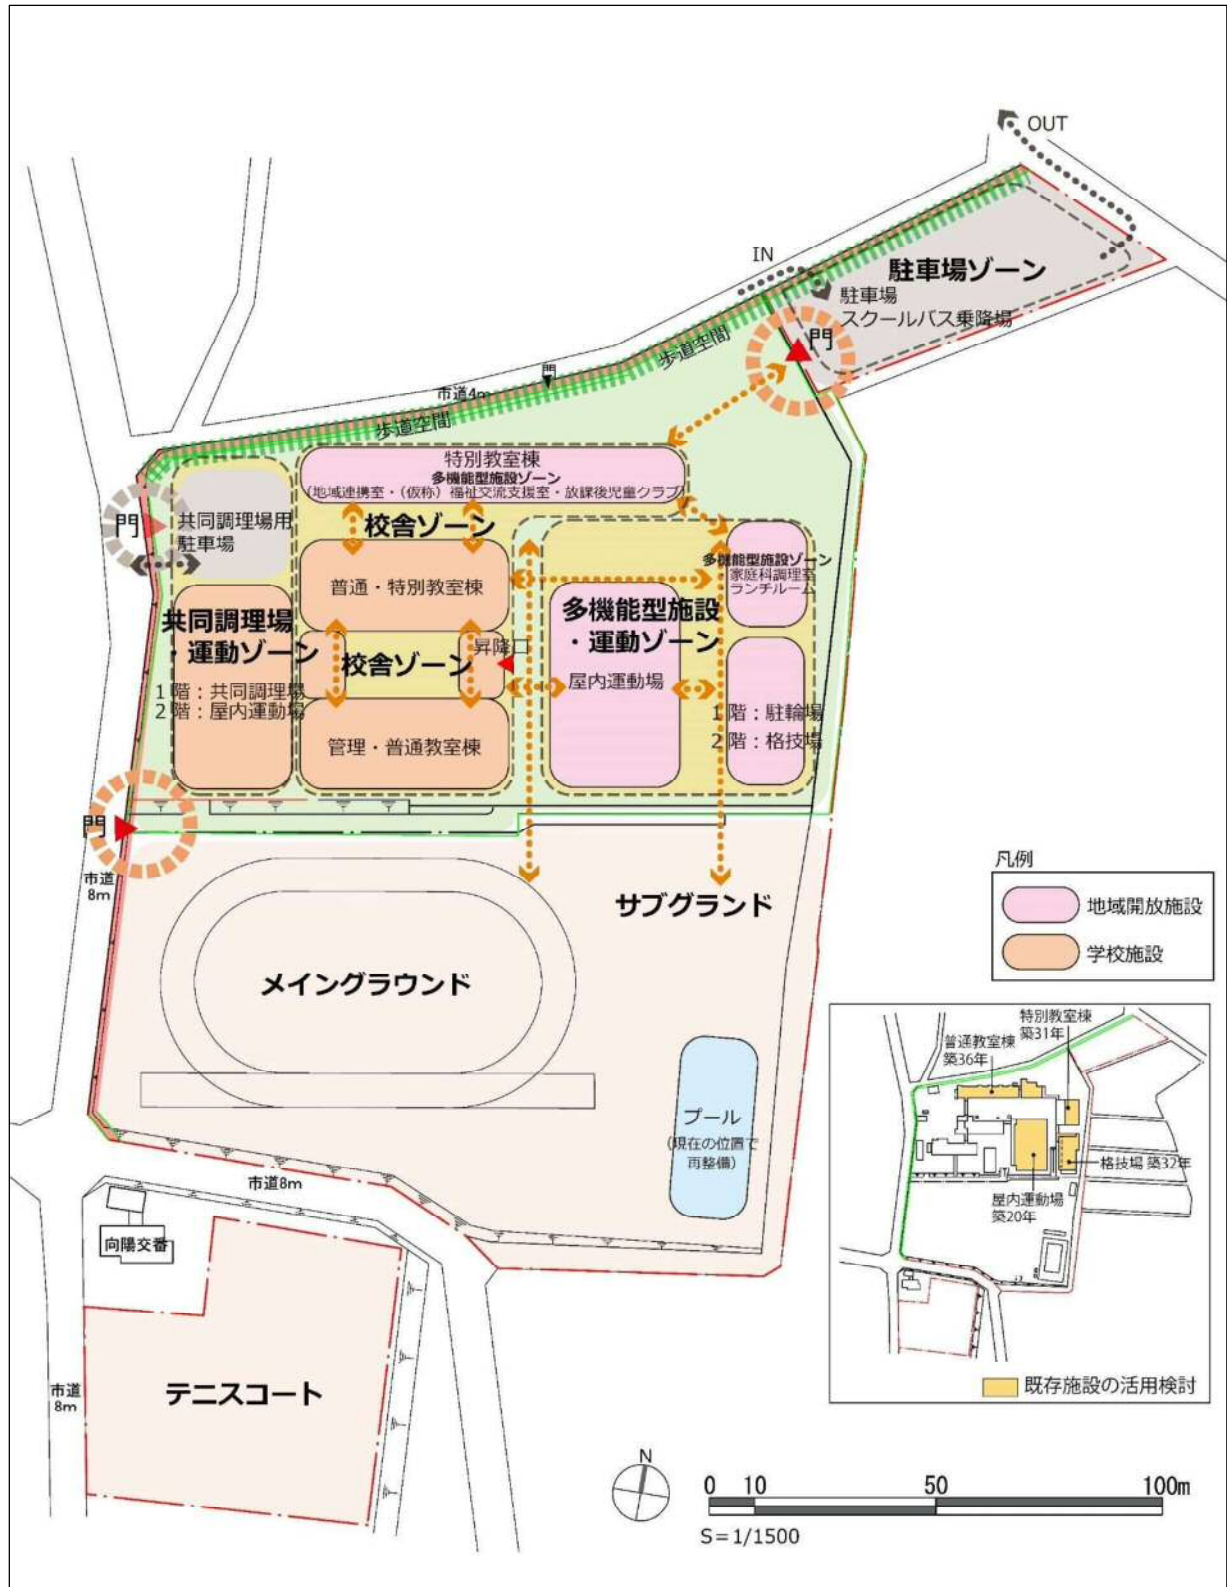 OUT
IN
駐車場ゾーン
駐車場
スクールバス乗降場
門
歩道空間
門
市道4m
歩道空間
特別教室棟
多機能型施設ゾーン
(地域連携室・(仮称)福祉交流支援室・放課後児童クラブ)
門
共同調理場用
駐車場
校舎ゾーン
普通・特別教室棟
多機能型施設ゾーン
家庭科調理室
ランチルーム
共同調理場
・運動ゾーン
1階:共同調理場
2階:屋内運動場
校舎ゾーン
昇降口
多機能型施設
・運動ゾーン
屋内運動場
1階:駐輪場
2階:格技場
管理・普通教室棟
門
市道
8m
サブグランド
メイングラウンド
プール
(現在の位置で
再整備)
凡例
地域開放施設
学校施設
特別教室棟
築31年
普通教室棟
築36年
格技場 築32年
屋内運動場
築20年
既存施設の活用検討
市道8m
向陽交番
市道
8m
テニスコート
N
0 10 50 100m
S=1/1500